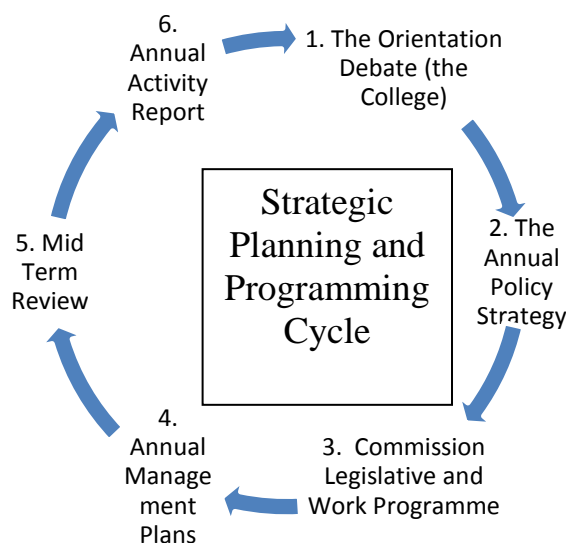 1. The Orientation
Debate (the
College)
2. The
Annual
Policy
Strategy
3. Commission
Legislative and
Work Programme
4.
Annual
Manage
ment
Plans
5. Mid
Term
Review
6.
Annual
Activity
Report
Strategic
Planning and
Programming
Cycle